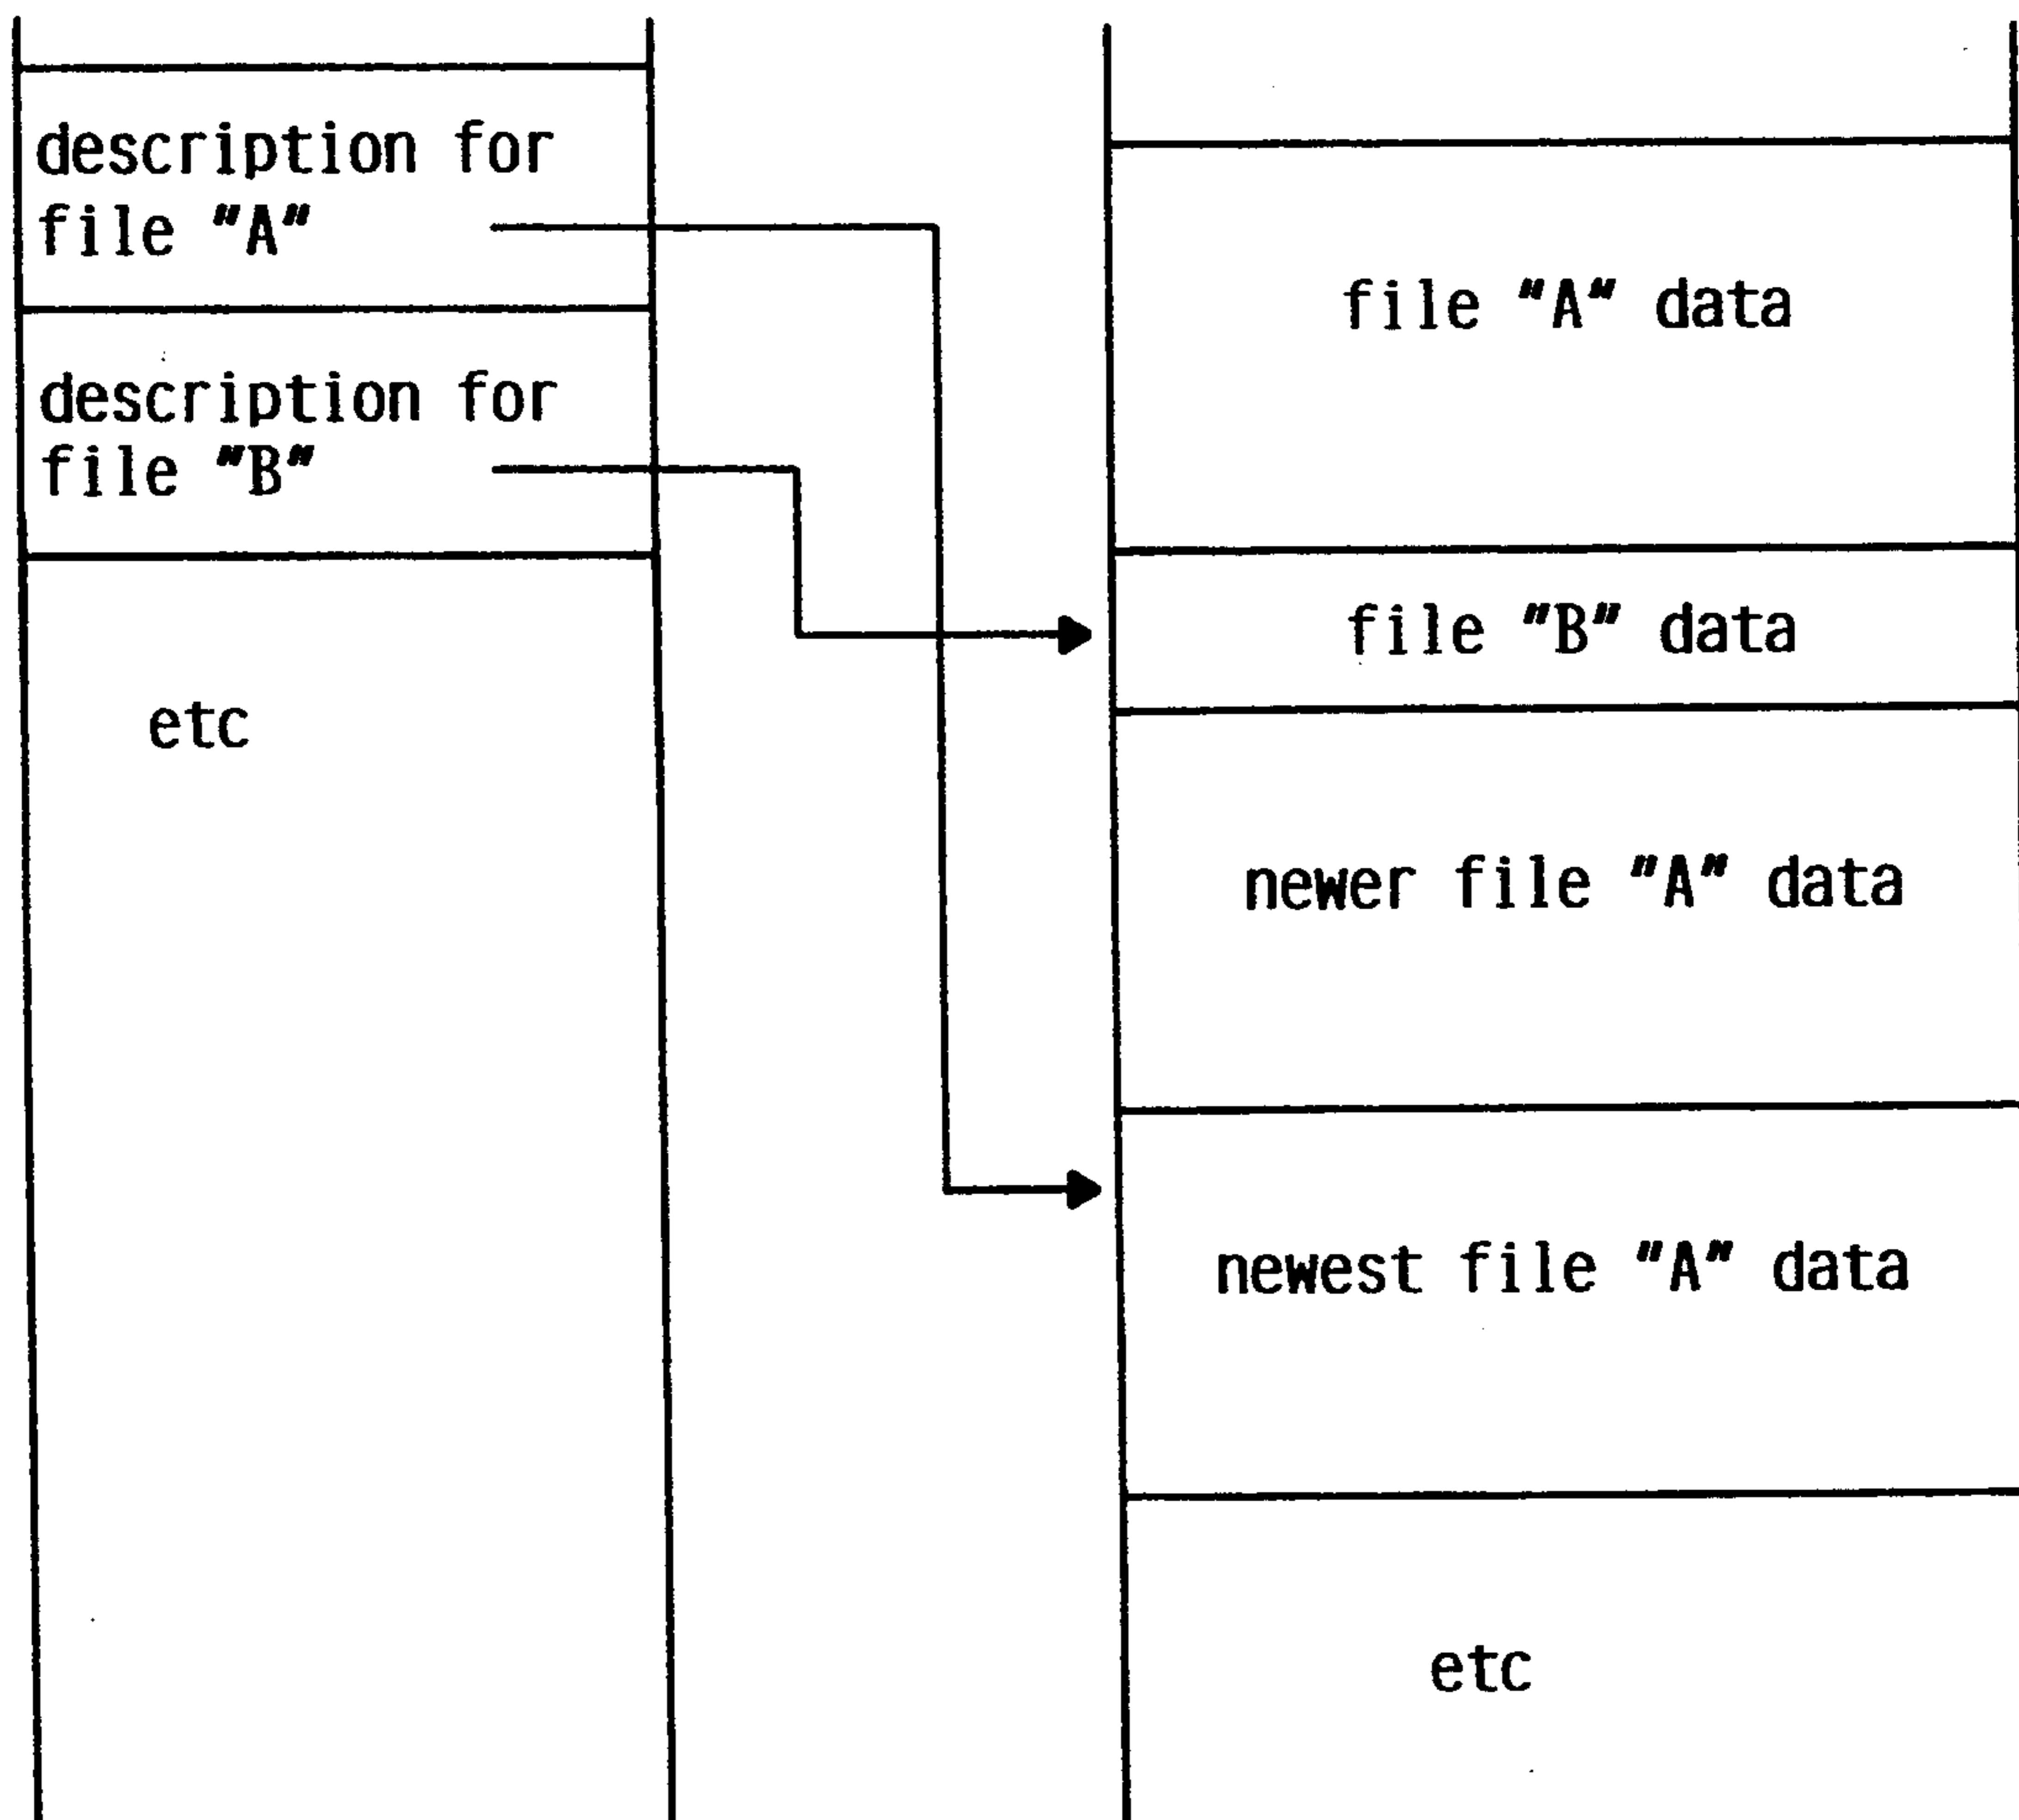 description for
file "A"
description for
file "B"
etc
file "A" data
file "B" data
newer file "A" data
newest file "A" data
etc